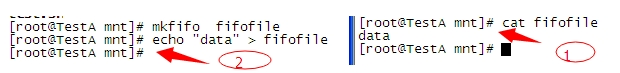 [root@TestA mnt]# mkfifo  fifofile
[root@TestA mnt]# echo "data" > fifofile
[root@TestA mnt]#
2
[root@TestA mnt]# cat fifofile
data
[root@TestA mnt]#
1